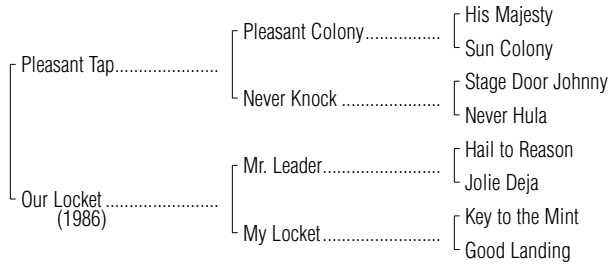 His Majesty
Pleasant Colony..................
Sun Colony
Pleasant Tap.....................
Stage Door Johnny
Never Knock ....................
Never Hula
Hail to Reason
Mr. Leader........................
Jolie Deja
Our Locket .......................
(1986)
Key to the Mint
My Locket........................
Good Landing